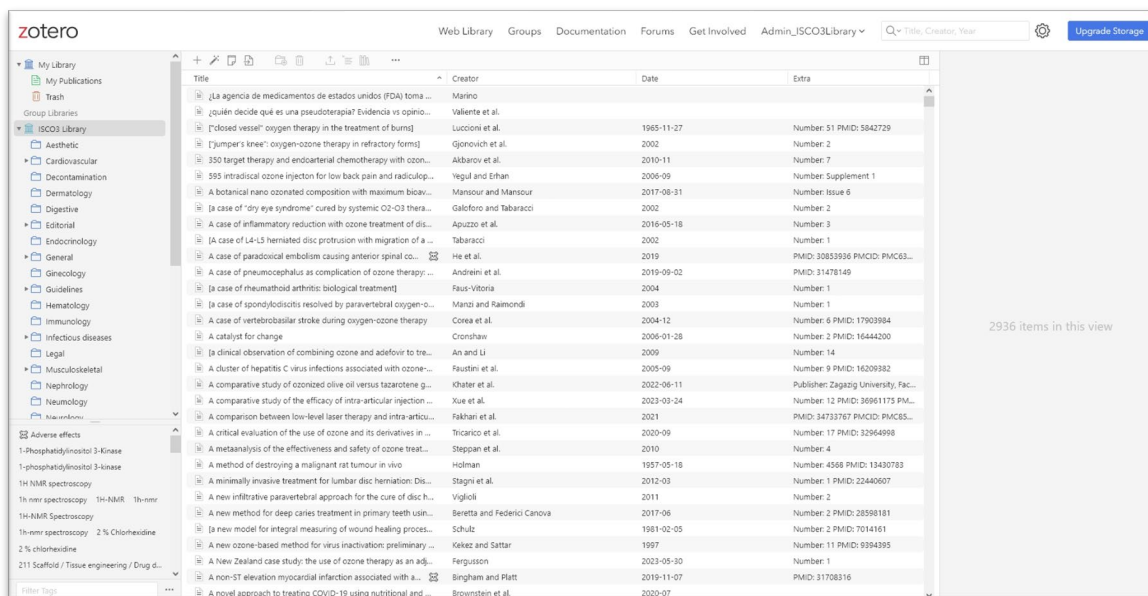 zotero
Web Library Groups Documentation Forums Get Involved Admin_ISCO3Library Title, Creator, Year Upgrade Storage
My Library
My Publications
Trash
Group Libraries
ISCO3 Library
Aesthetic
Cardiovascular
Decontamination
Dermatology
Digestive
Editorial
Endocrinology
General
Ginecology
Guidelines
Hematology
Immunology
Infectious diseases
Legal
Musculoskeletal
Nephrology
Neumology
Neurology
Adverse effects
1-Phosphatidylinositol 3-Kinase
1-phosphatidylinositol 3-kinase
1H NMR spectroscopy
1h nmr spectroscopy 1H-NMR 1h-nmr
1H-NMR Spectroscopy
1h-nmr spectroscopy 2 % Chlorhexidine
2 % chlorhexidine
211 Scaffold / Tissue engineering / Drug d...
Filter Tags
Title Creator Date Extra
¿La agencia de medicamentos de estados unidos (FDA) toma ... Marino
¿quién decide qué es una pseudoterapia? Evidencia vs opinio... Valiente et al.
["closed vessel" oxygen therapy in the treatment of burns] Luccioni et al. 1965-11-27 Number: 51 PMID: 5842729
["jumper's knee": oxygen-ozone therapy in refractory forms] Gjonovich et al. 2002 Number: 2
350 target therapy and endoarterial chemotherapy with ozon... Akbarov et al. 2010-11 Number: 7
595 intradiscal ozone injecton for low back pain and radiculop... Yegul and Erhan 2006-09 Number: Supplement 1
A botanical nano ozonated composition with maximum bioav... Mansour and Mansour 2017-08-31 Number: Issue 6
[a case of "dry eye syndrome" cured by systemic O2-O3 thera... Galoforo and Tabaracci 2002 Number: 2
A case of inflammatory reduction with ozone treatment of dis... Apuzzo et al. 2016-05-18 Number: 3
[A case of L4-L5 herniated disc protrusion with migration of a ... Tabaracci 2002 Number: 1
A case of paradoxical embolism causing anterior spinal co... He et al. 2019 PMID: 30853936 PMCID: PMC63...
A case of pneumocephalus as complication of ozone therapy: ... Andreini et al. 2019-09-02 PMID: 31478149
[a case of rheumathoid arthritis: biological treatment] Faus-Vitoria 2004 Number: 1
[a case of spondylodiscitis resolved by paravertebral oxygen-o... Manzi and Raimondi 2003 Number: 1
A case of vertebrobasilar stroke during oxygen-ozone therapy Corea et al. 2004-12 Number: 6 PMID: 17903984
A catalyst for change Cronshaw 2006-01-28 Number: 2 PMID: 16444200
[a clinical observation of combining ozone and adefovir to tre... An and Li 2009 Number: 14
A cluster of hepatitis C virus infections associated with ozone-... Faustini et al. 2005-09 Number: 9 PMID: 16209382
A comparative study of ozonized olive oil versus tazarotene g... Khater et al. 2022-06-11 Publisher: Zagazig University, Fac...
A comparative study of the efficacy of intra-articular injection ... Xue et al. 2023-03-24 Number: 12 PMID: 36961175 PM...
A comparison between low-level laser therapy and intra-articu... Fakhari et al. 2021 PMID: 34733767 PMCID: PMC85...
A critical evaluation of the use of ozone and its derivatives in ... Tricarico et al. 2020-09 Number: 17 PMID: 32964998
A metaanalysis of the effectiveness and safety of ozone treat... Steppan et al. 2010 Number: 4
A method of destroying a malignant rat tumour in vivo Holman 1957-05-18 Number: 4568 PMID: 13430783
A minimally invasive treatment for lumbar disc herniation: Dis... Stagni et al. 2012-03 Number: 1 PMID: 22440607
A new infiltrative paravertebral approach for the cure of disc h... Viglioli 2011 Number: 2
A new method for deep caries treatment in primary teeth usin... Beretta and Federici Canova 2017-06 Number: 2 PMID: 28598181
[a new model for integral measuring of wound healing proces... Schulz 1981-02-05 Number: 2 PMID: 7014161
A new ozone-based method for virus inactivation: preliminary ... Kekez and Sattar 1997 Number: 11 PMID: 9394395
A New Zealand case study: the use of ozone therapy as an adj... Fergusson 2023-05-30 Number: 1
A non-ST elevation myocardial infarction associated with a... Bingham and Platt 2019-11-07 PMID: 31708316
A novel approach to treating COVID-19 using nutritional and ... Brownstein et al. 2020-07
2936 items in this view